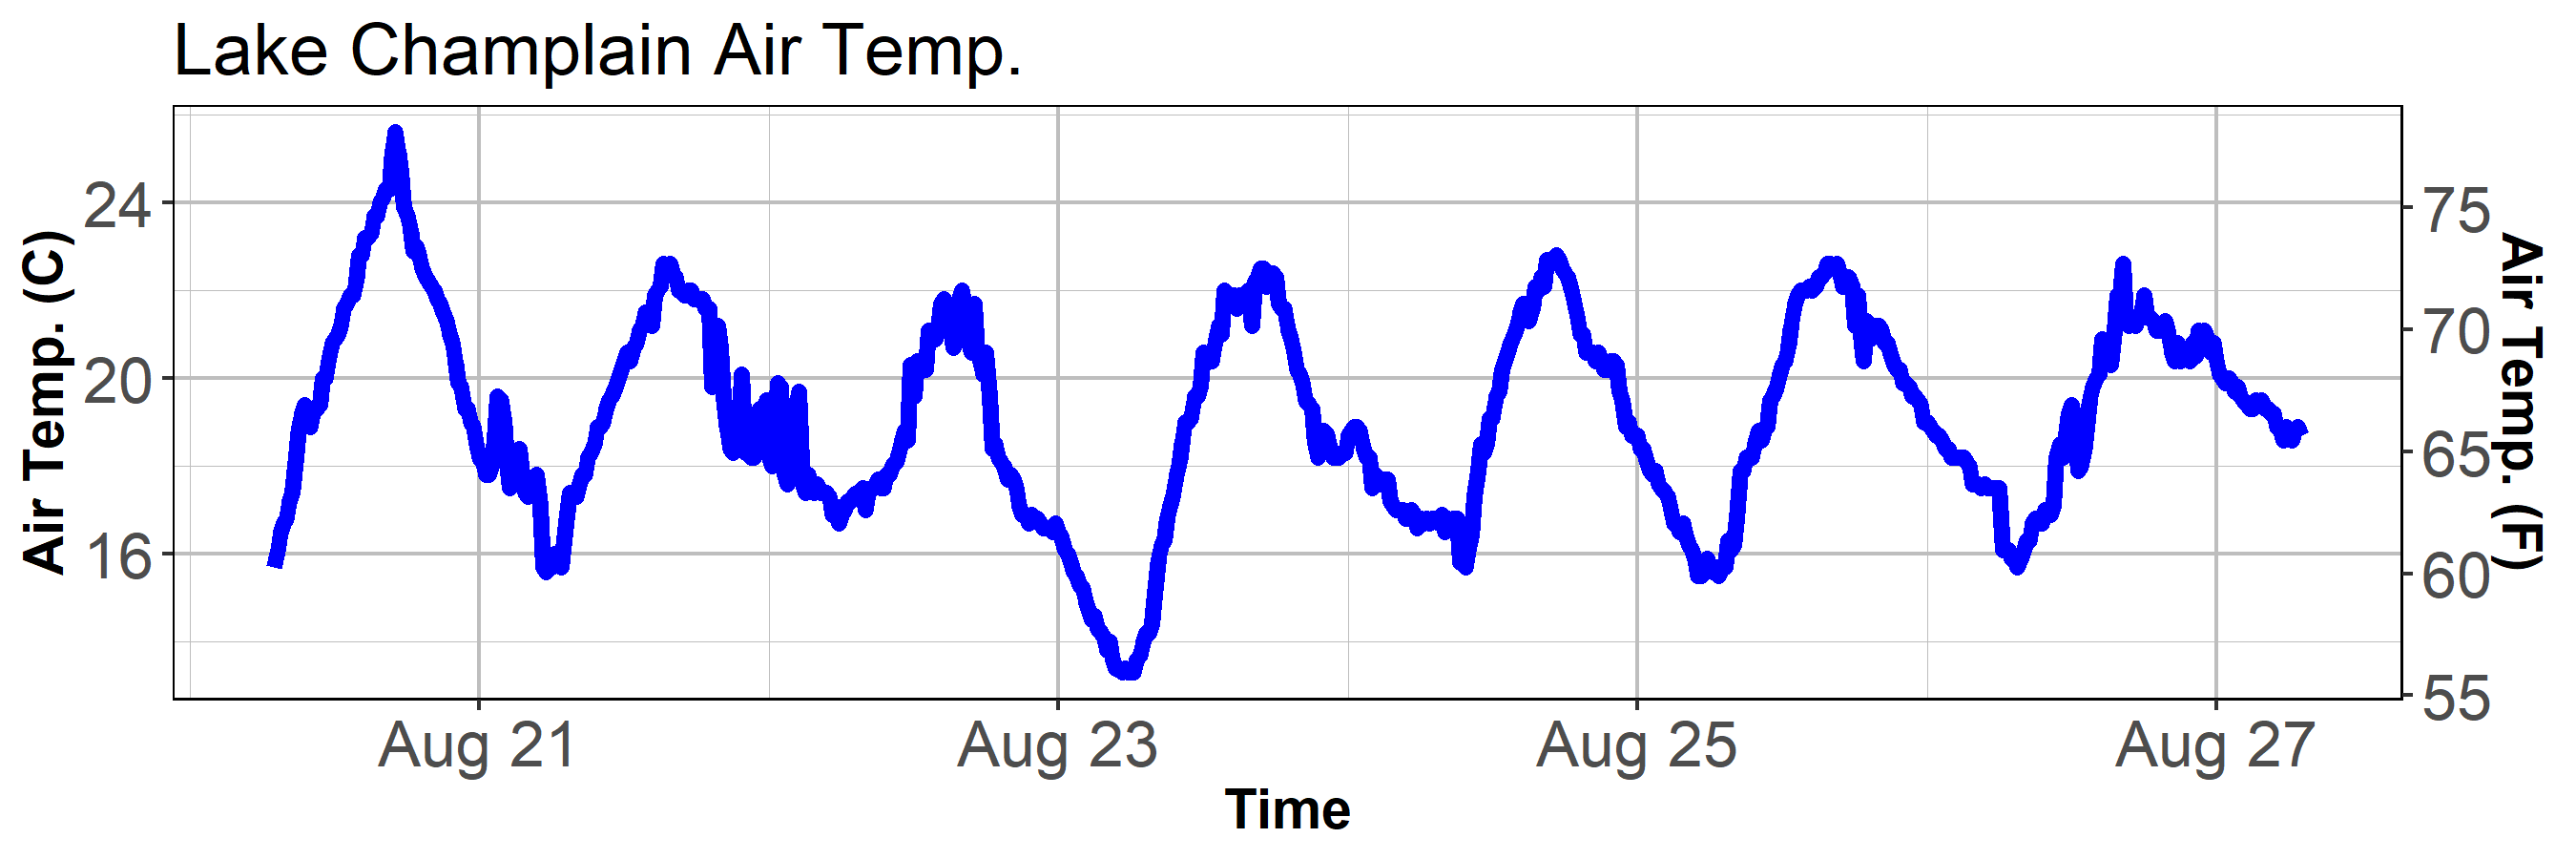 Lake Champlain Air Temp.
Air Temp. (C)
24
20
16
75
70
65
60
55
Air Temp. (F)
Aug 21
Aug 23
Aug 25
Aug 27
Time